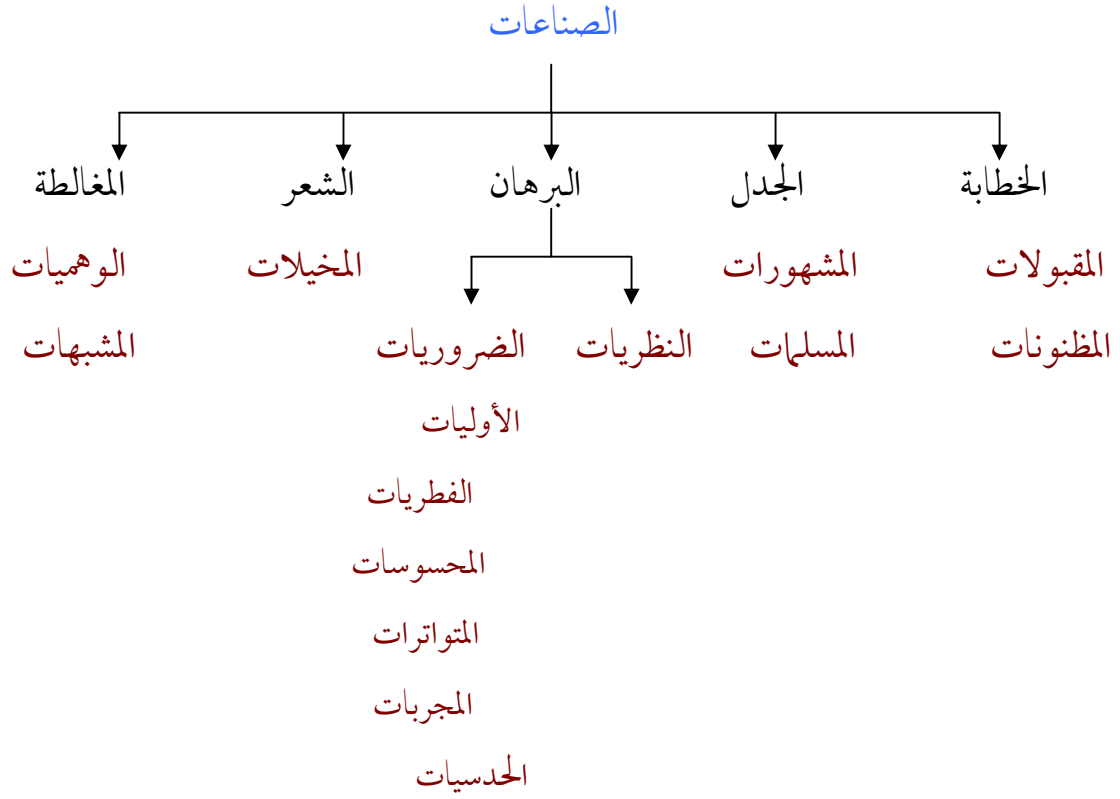 الصناعات
الخطابة الجدل البرهان الشعر المغالطة
المقبولات المشهورات المخيلات الوهميات
المظنونات المسلمات النظريات الضروريات المشبهات
الأوليات
الفطريات
المحسوسات
المتواترات
المجربات
الحدسيات